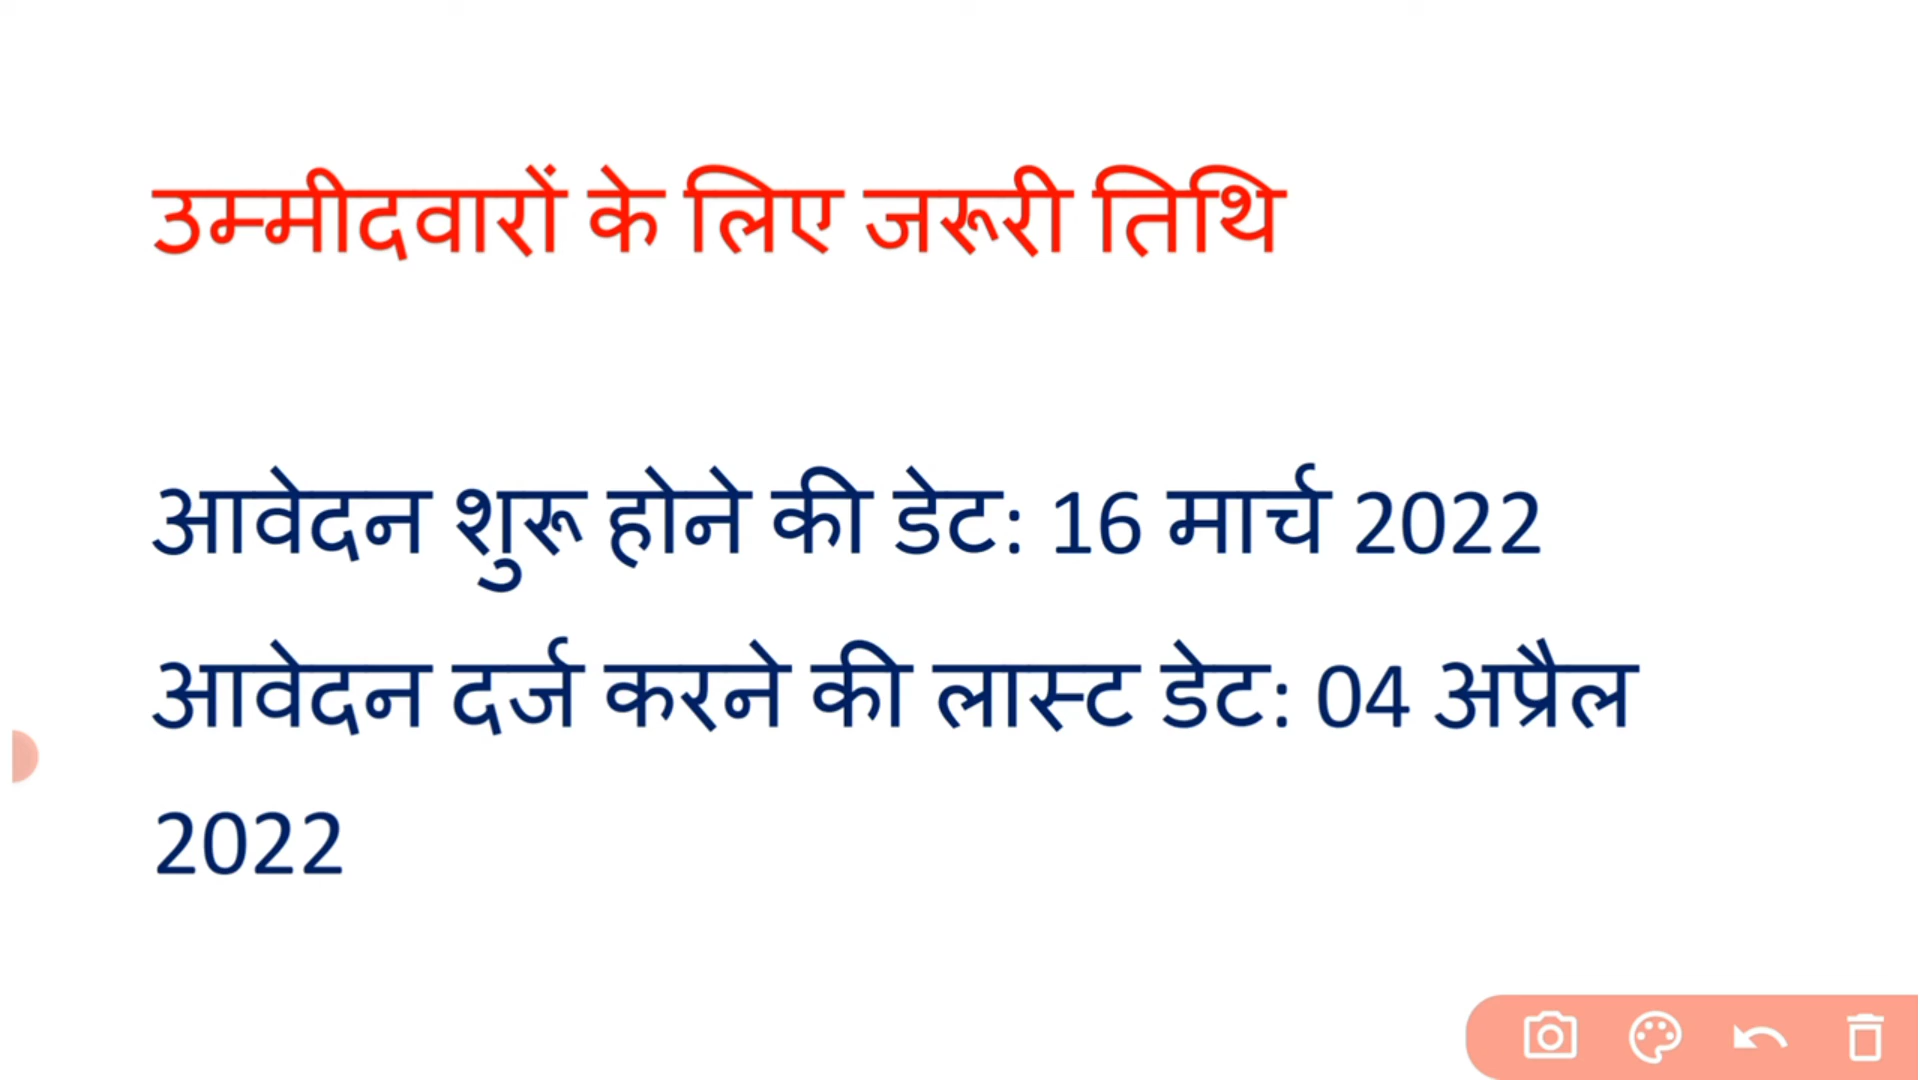 उम्मीदवारों के लिए जरूरी तिथि
आवेदन शुरू होने की डेट: 16 मार्च 2022
आवेदन दर्ज करने की लास्ट डेट: 04 अप्रैल
2022